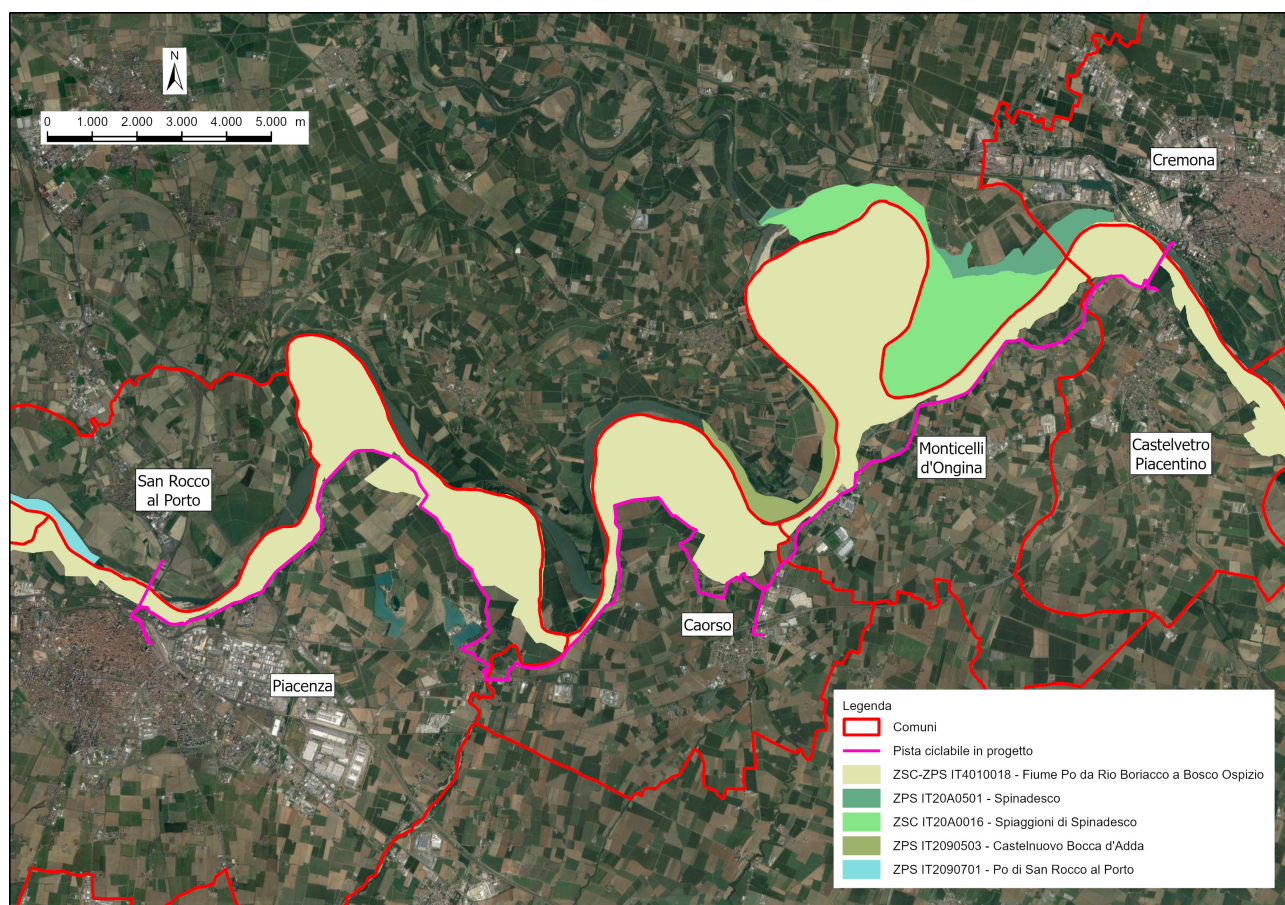 N
0 1.000 2.000 3.000 4.000 5.000 m
Cremona
San Rocco
al Porto
Monticelli
d'Ongina
Castelvetro
Piacentino
Caorso
Piacenza
Legenda
Comuni
Pista ciclabile in progetto
ZSC-ZPS IT4010018 - Fiume Po da Rio Boriacco a Bosco Ospizio
ZPS IT20A0501 - Spinadesco
ZSC IT20A0016 - Spiaggioni di Spinadesco
ZPS IT2090503 - Castelnuovo Bocca d'Adda
ZPS IT2090701 - Po di San Rocco al Porto